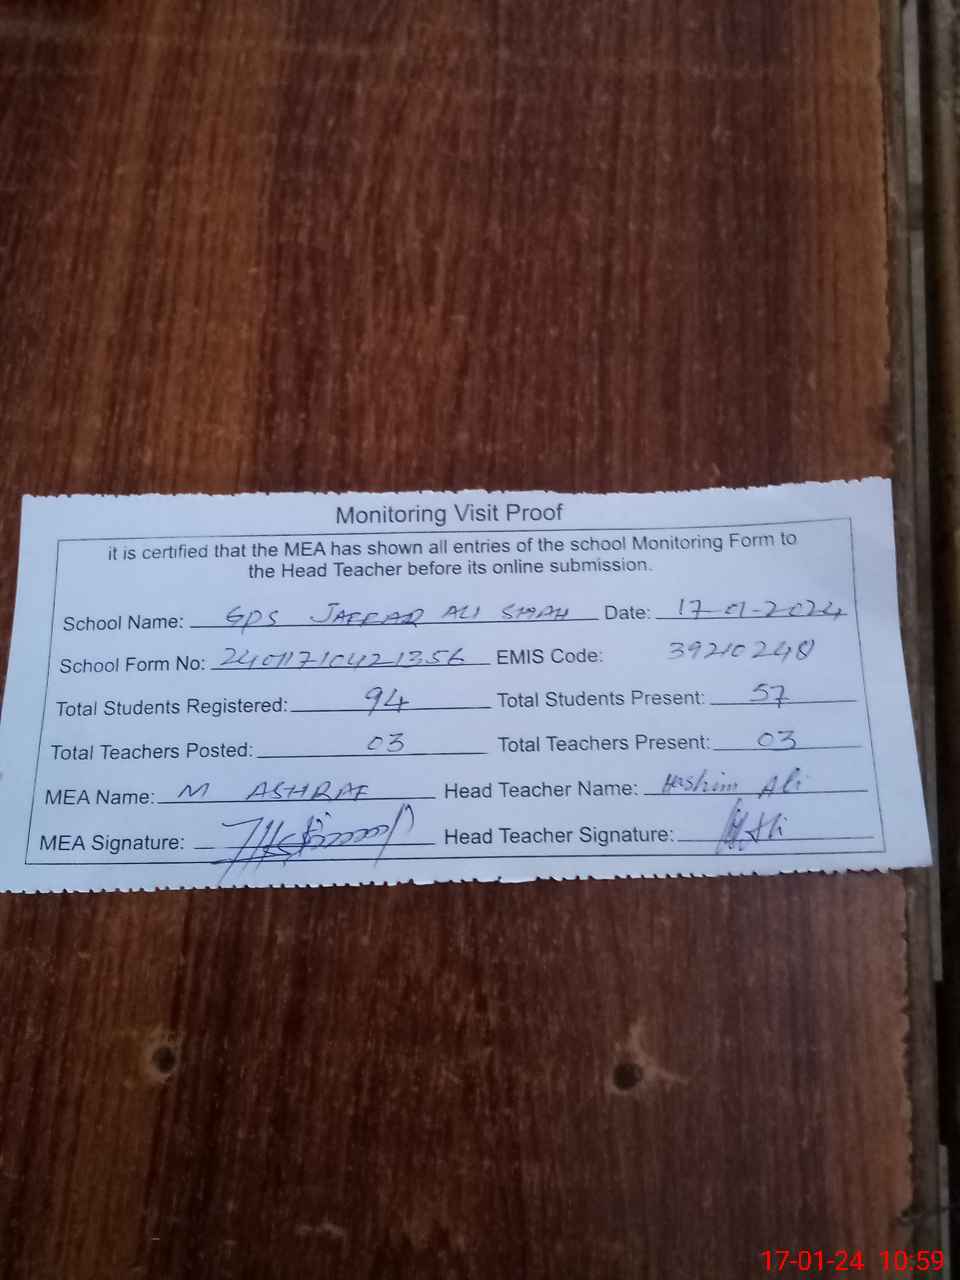 Monitoring Visit Proof
it is certified that the MEA has shown all entries of the school Monitoring Form to
the Head Teacher before its online submission.
School Name: GPS JAFFAR ALI SHAH Date: 17-01-2024
School Form No: 24011710421356 EMIS Code: 39210248
Total Students Registered: 94 Total Students Present: 57
Total Teachers Posted: 03 Total Teachers Present: 03
MEA Name: M ASHRAF Head Teacher Name: Hashim Ali
MEA Signature: Head Teacher Signature:
17-01-24 10:59